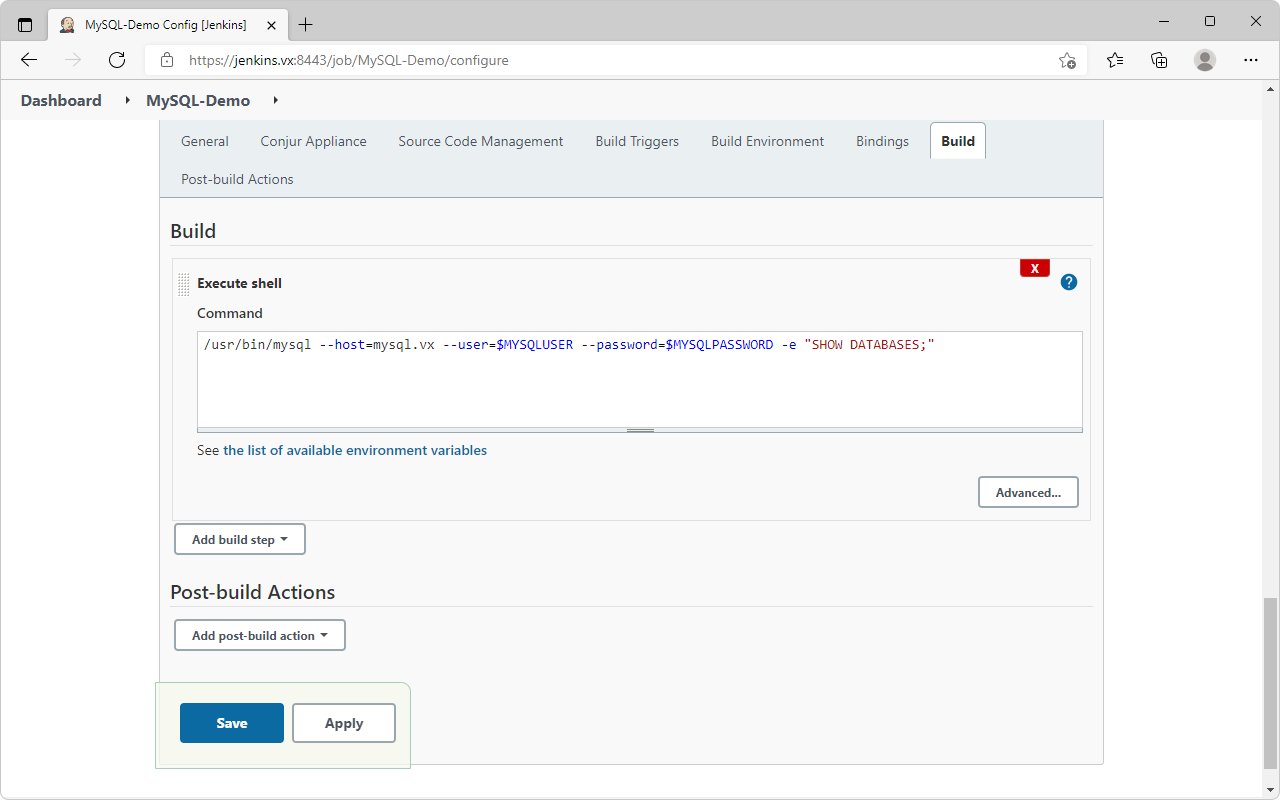 MySQL-Demo Config [Jenkins]
https://jenkins.vx:8443/job/MySQL-Demo/configure
Dashboard MySQL-Demo
General Conjur Appliance Source Code Management Build Triggers Build Environment Bindings Build
Post-build Actions
Build
X
Execute shell ?
Command
/usr/bin/mysql --host=mysql.vx --user=$MYSQLUSER --password=$MYSQLPASSWORD -e "SHOW DATABASES;"
See the list of available environment variables
Advanced...
Add build step
Post-build Actions
Add post-build action
Save Apply